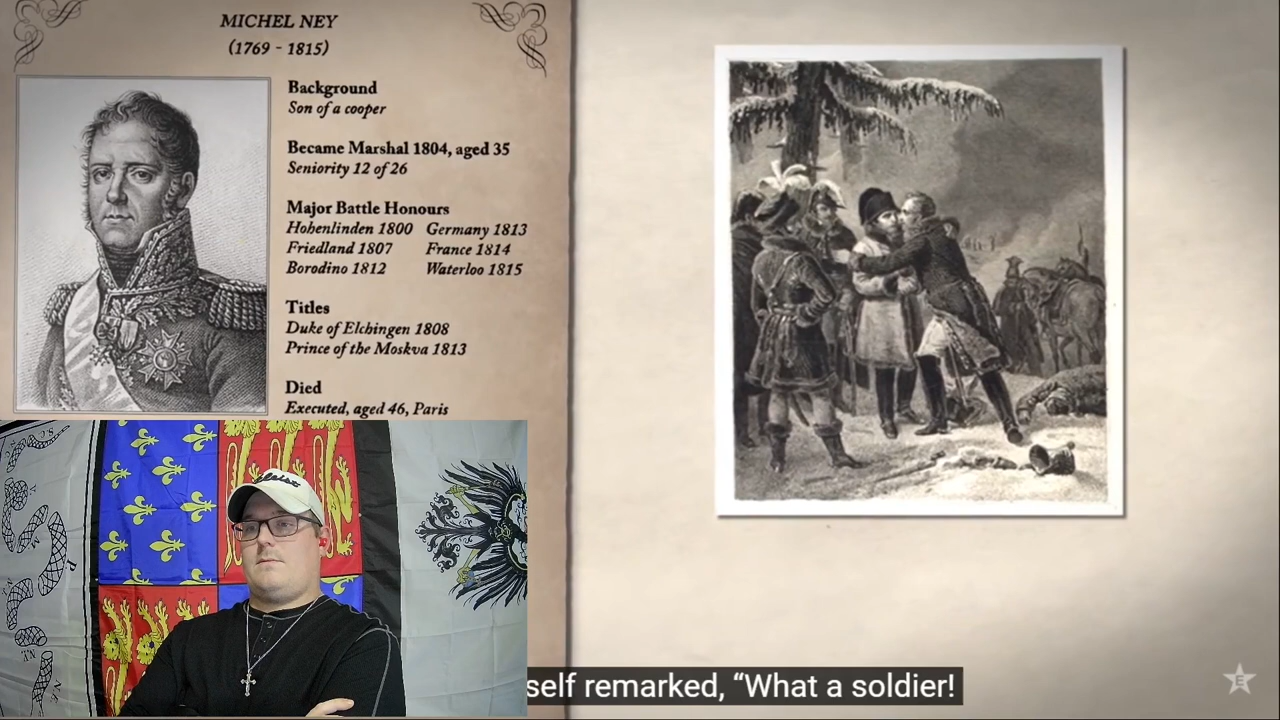 MICHEL NEY
(1769 - 1815)
Background
Son of a cooper
Became Marshal 1804, aged 35
Seniority 12 of 26
Major Battle Honours
Hohenlinden 1800 Germany 1813
Friedland 1807 France 1814
Borodino 1812 Waterloo 1815
Titles
Duke of Elchingen 1808
Prince of the Moskva 1813
Died
Executed, aged 46, Paris
self remarked, “What a soldier!
E